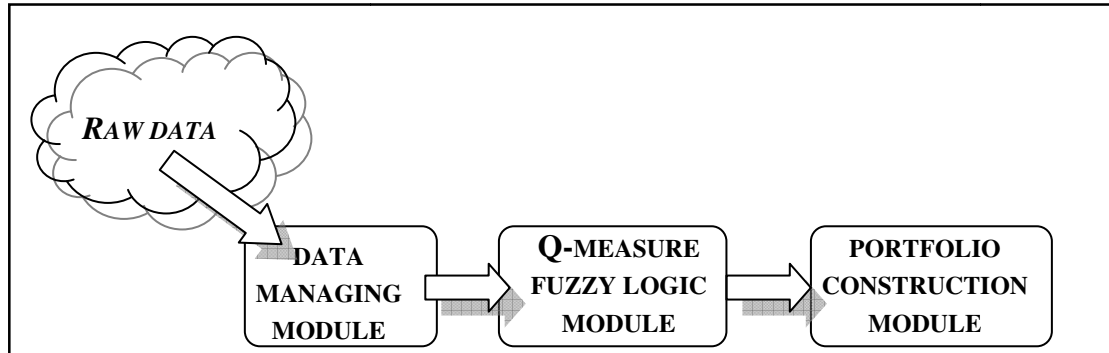 RAW DATA
DATA
MANAGING
MODULE
Q-MEASURE
FUZZY LOGIC
MODULE
PORTFOLIO
CONSTRUCTION
MODULE